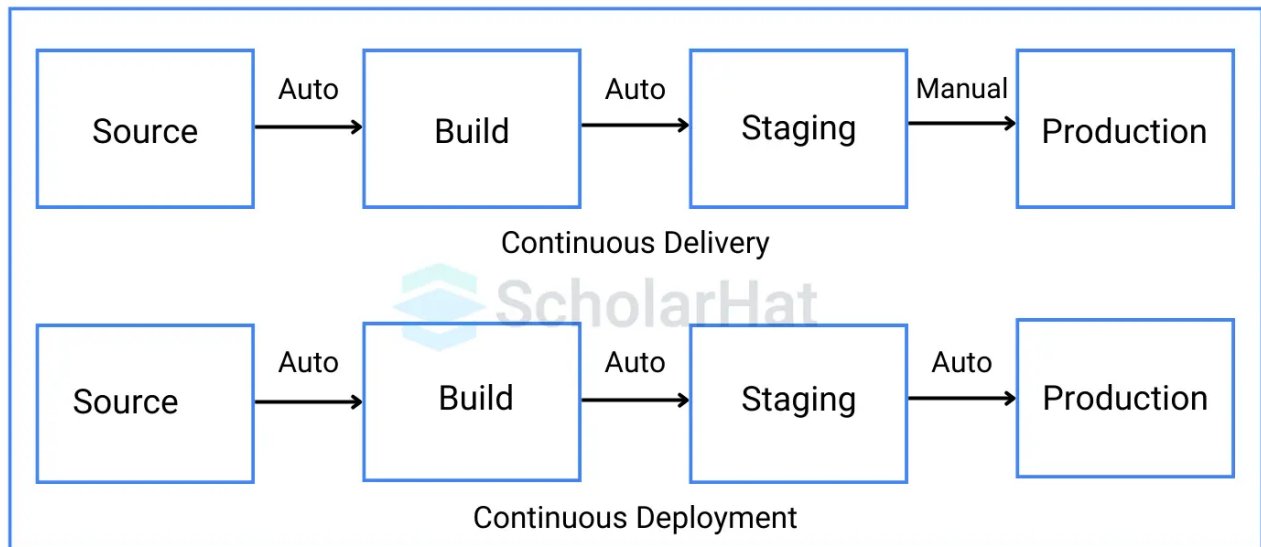 Auto Auto Manual
Source Build Staging Production
Continuous Delivery
ScholarHat
Auto Auto Auto
Source Build Staging Production
Continuous Deployment